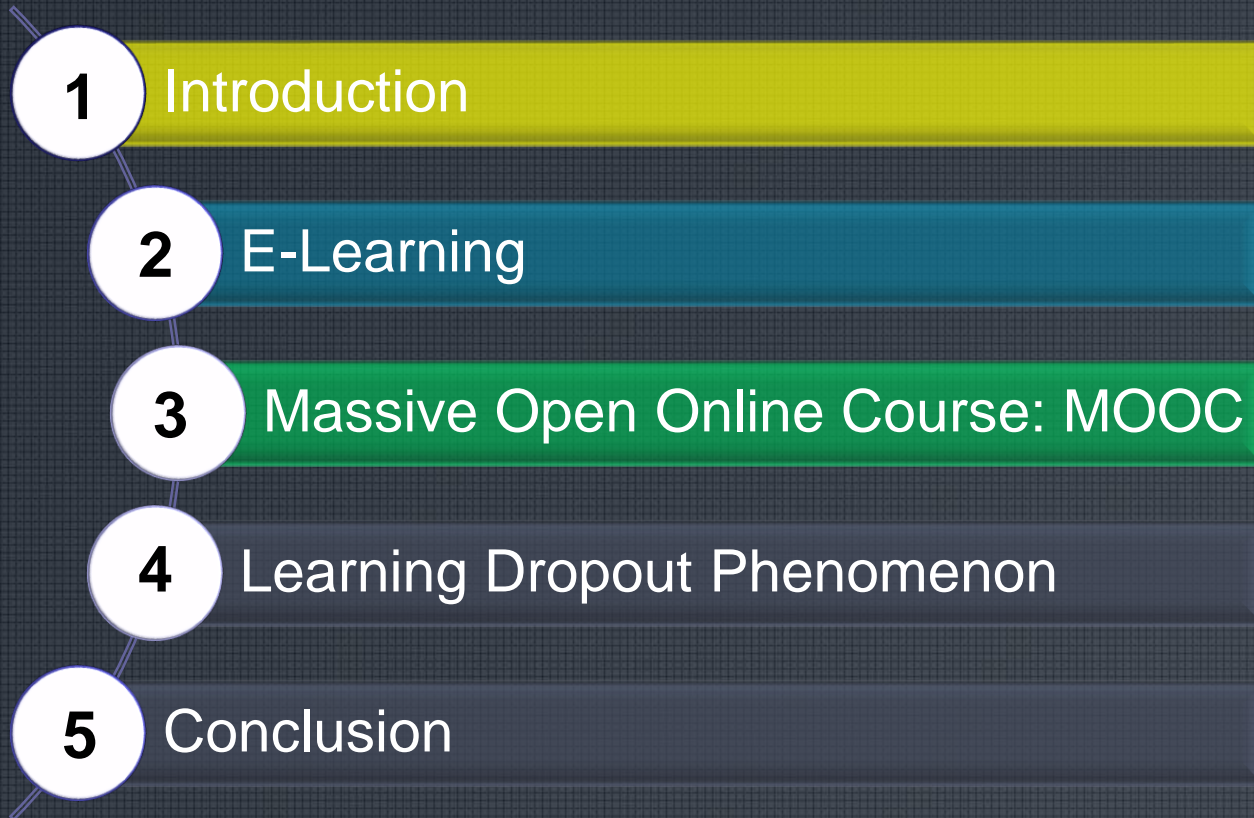 1 Introduction
2 E-Learning
3 Massive Open Online Course: MOOC
4 Learning Dropout Phenomenon
5 Conclusion